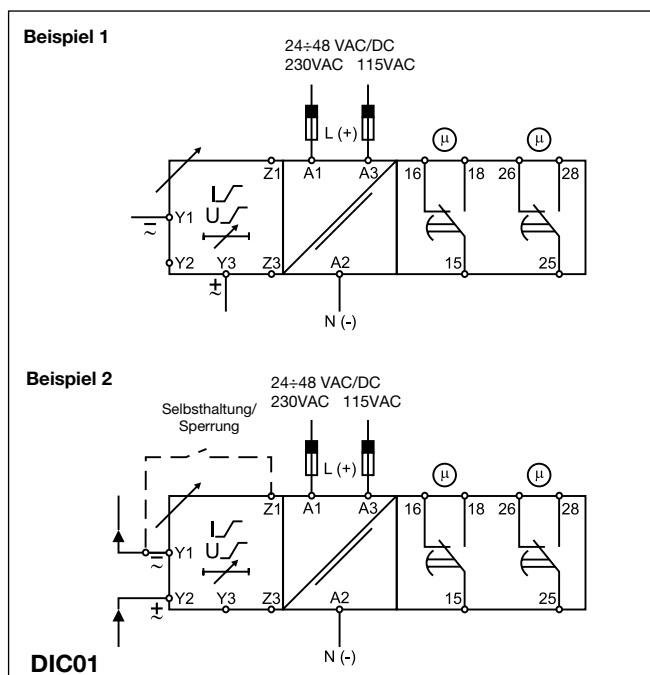 Beispiel 1
24÷48 VAC/DC
230VAC 115VAC
L (+)
µ µ
Z1 A1 A3 16 18 26 28
I
Y1 U
Y2 Y3 Z3 A2 15 25
± 
N (-)
Beispiel 2
24÷48 VAC/DC
230VAC 115VAC
Selbsthaltung/
Sperrung
L (+)
µ µ
Z1 A1 A3 16 18 26 28
I
Y1 U
Y2 Y3 Z3 A2 15 25
N (-)
DIC01